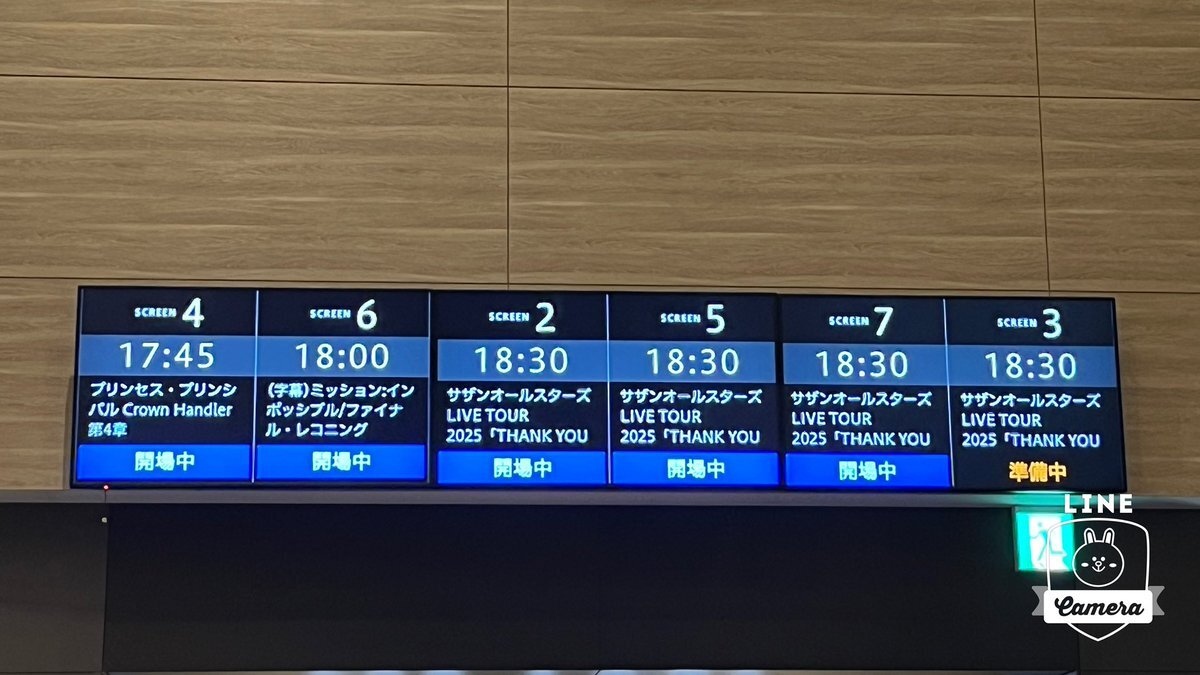 SCREEN 4
17:45
プリンセス・プリンシ
パル Crown Handler
第4章
開場中
SCREEN 6
18:00
(字幕)ミッション:イン
ポッシブル/ファイナ
ル・レコニング
開場中
SCREEN 2
18:30
サザンオールスターズ
LIVE TOUR
2025「THANK YOU
開場中
SCREEN 5
18:30
サザンオールスターズ
LIVE TOUR
2025「THANK YOU
開場中
SCREEN 7
18:30
サザンオールスターズ
LIVE TOUR
2025「THANK YOU
開場中
SCREEN 3
18:30
サザンオールスターズ
LIVE TOUR
2025「THANK YOU
準備中
LINE
Camera